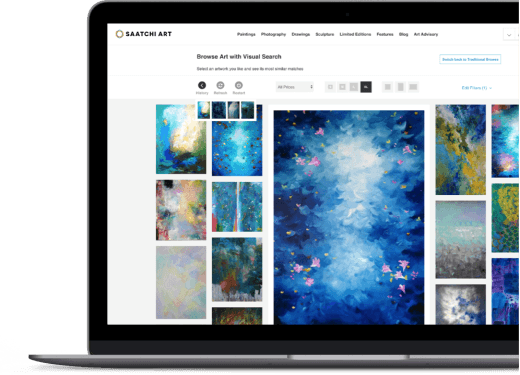 SAATCHI ART
Paintings Photography Drawings Sculpture Limited Editions Features Blog Art Advisory
Browse Art with Visual Search
Select an artwork you like and see its most similar matches
Switch back to Traditional Browse
History Refresh Restart
All Prices
XL
Edit Filters (1)